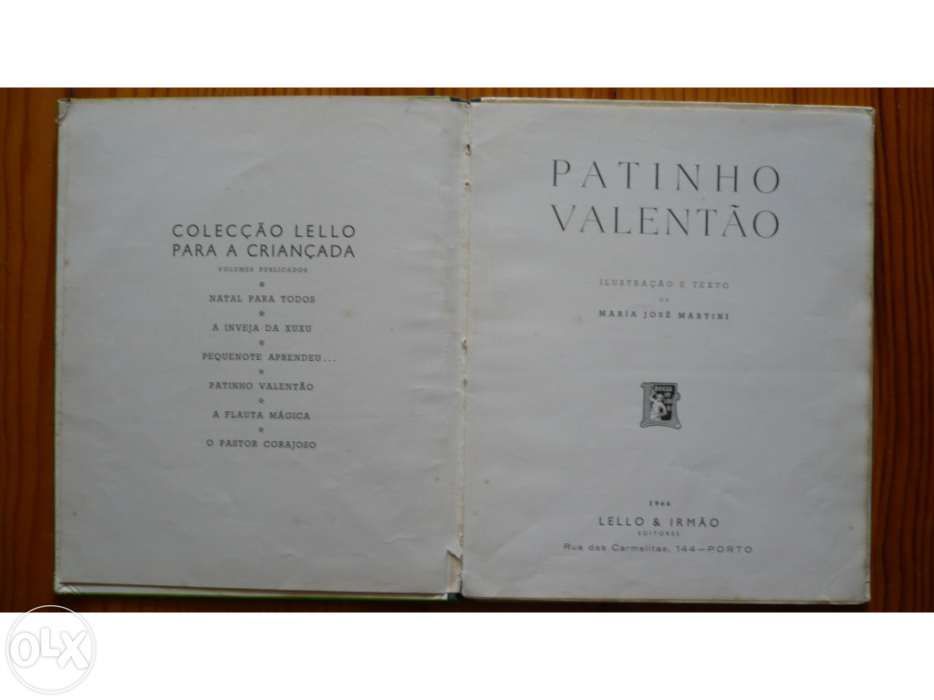 COLECÇÃO LELLO
PARA A CRIANÇADA
VOLUMES PUBLICADOS
NATAL PARA TODOS
A INVEJA DA XUXU
PEQUENOTE APRENDEU...
PATINHO VALENTÃO
A FLAUTA MÁGICA
O PASTOR CORAJOSO
PATINHO
VALENTÃO
ILUSTRAÇÃO E TEXTO
DE
MARIA JOSÉ MARTINI
LELLO & IRMÃO
EDITORES
Rua das Carmelitas, 144—PORTO
OLX